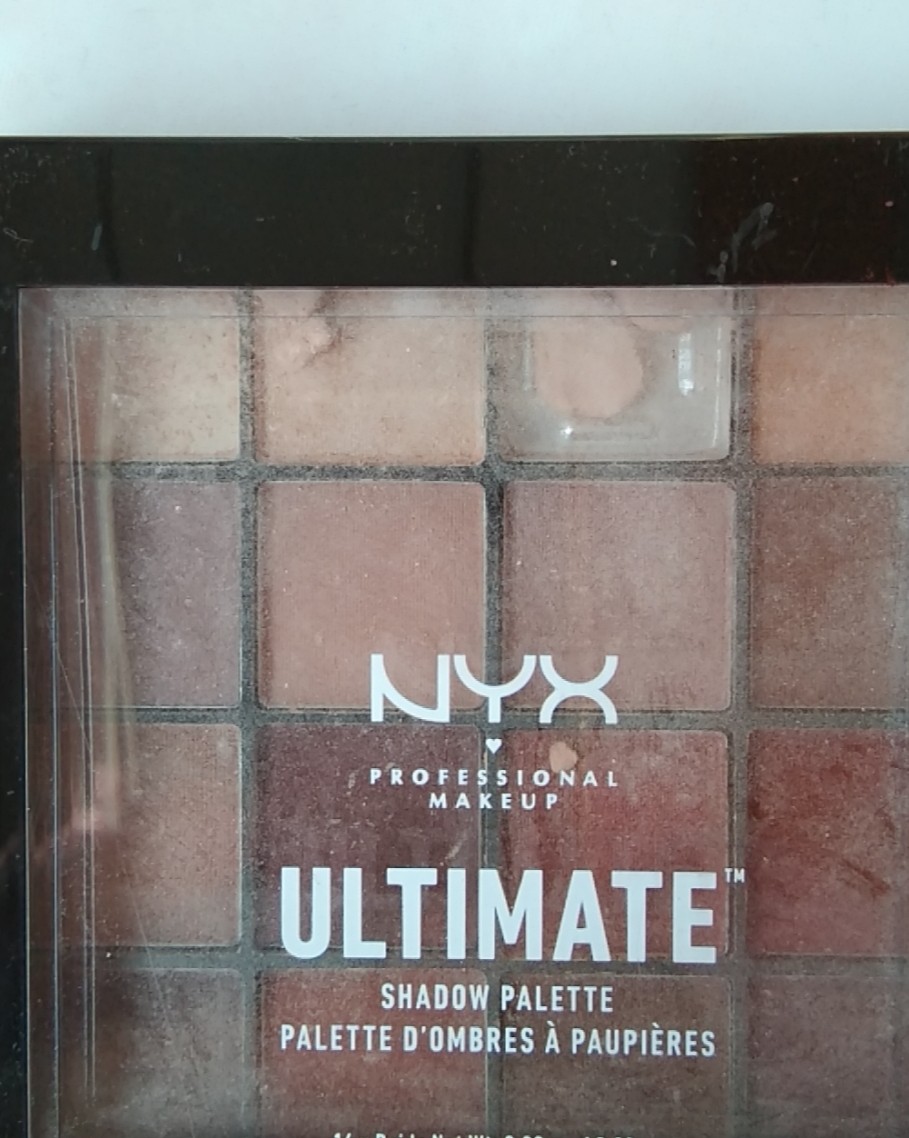 NYX
PROFESSIONAL
MAKEUP
ULTIMATE™
SHADOW PALETTE
PALETTE D'OMBRES À PAUPIÈRES